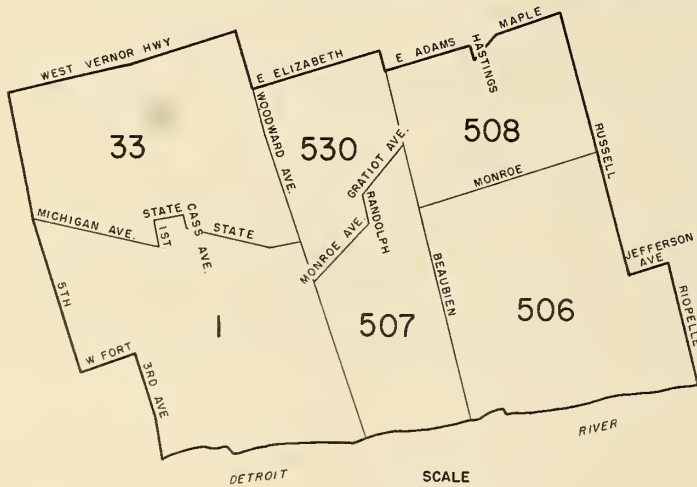 WEST VERNOR HWY
E ELIZABETH
E ADAMS
HASTINGS
MAPLE
33
WOODWARD AVE.
530
GRATIOT AVE.
508
RUSSELL
MONROE
MICHIGAN AVE.
STATE
1ST
CASS AVE.
STATE
MONROE AVE.
RANDOLPH
BEAUBIEN
JEFFERSON
AVE
RIOPELLE
5TH
1
507
506
W FORT
3RD AVE
DETROIT
RIVER
SCALE